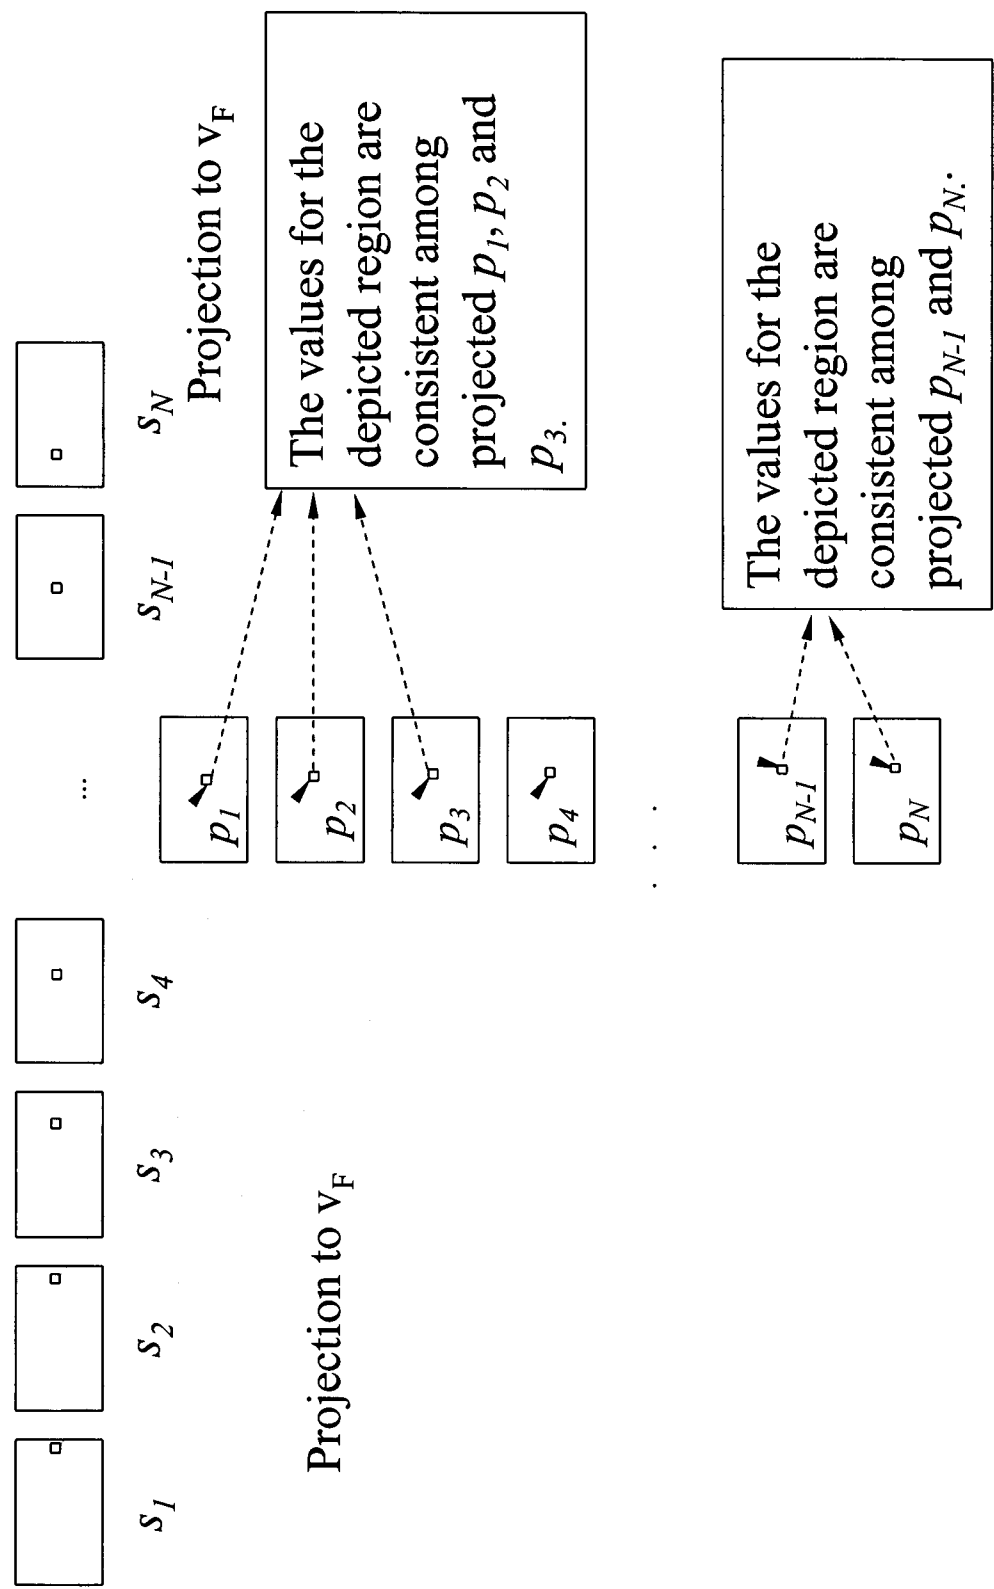 s1
s2
s3
s4
...
sN-1
sN
Projection to vF
Projection to vF
p1
p2
p3
p4
. . .
pN-1
pN
The values for the
depicted region are
consistent among
projected p1, p2 and
p3.
The values for the
depicted region are
consistent among
projected pN-1 and pN.